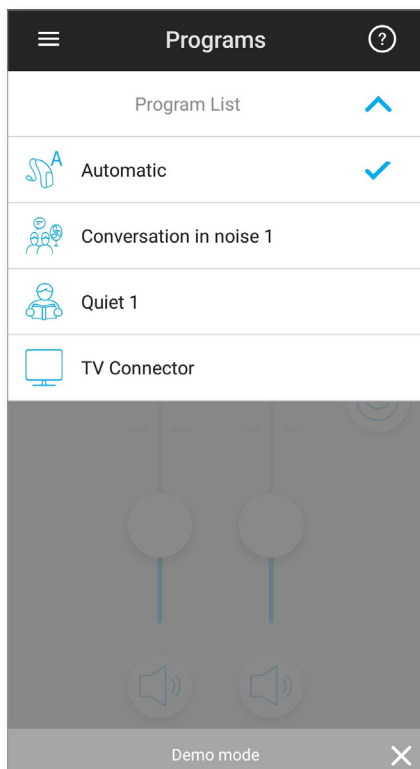 Programs
?
Program List
A
Automatic
Conversation in noise 1
Quiet 1
TV Connector
Demo mode